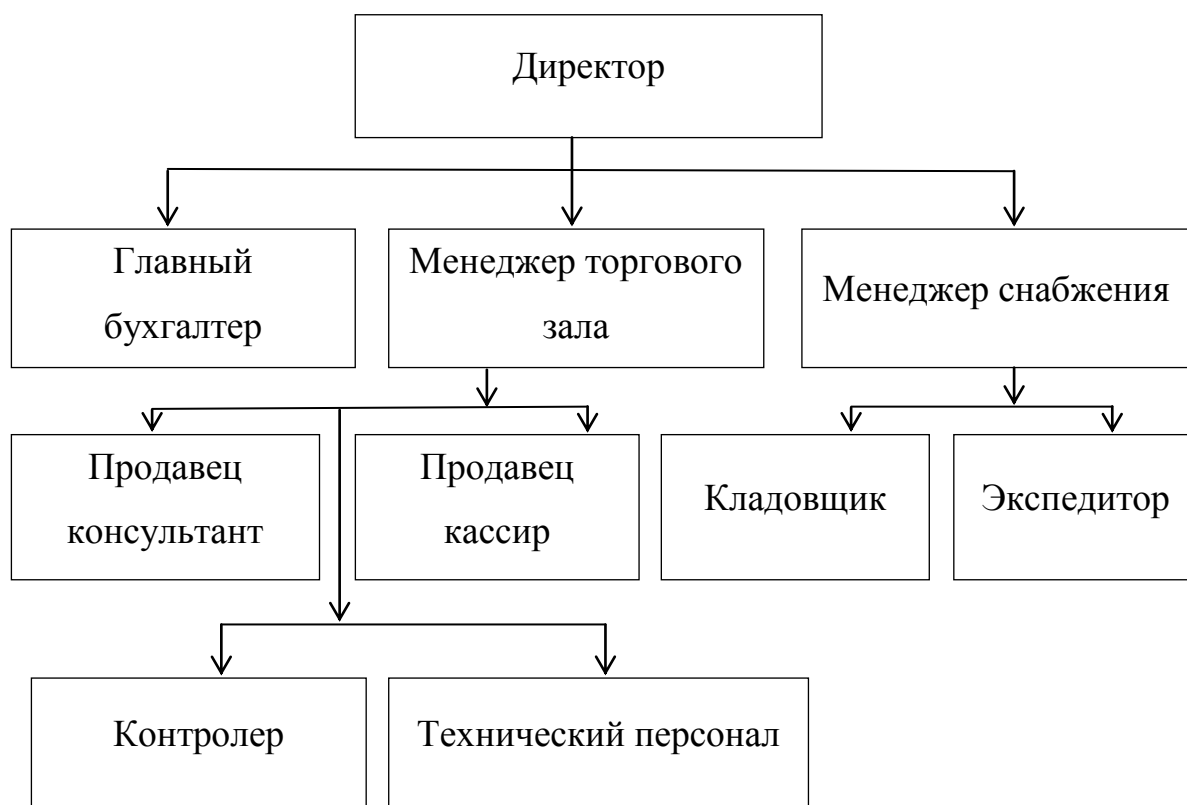 Директор
Главный
бухгалтер
Менеджер торгового
зала
Менеджер снабжения
Продавец
консультант
Продавец
кассир
Кладовщик
Экспедитор
Контролер
Технический персонал